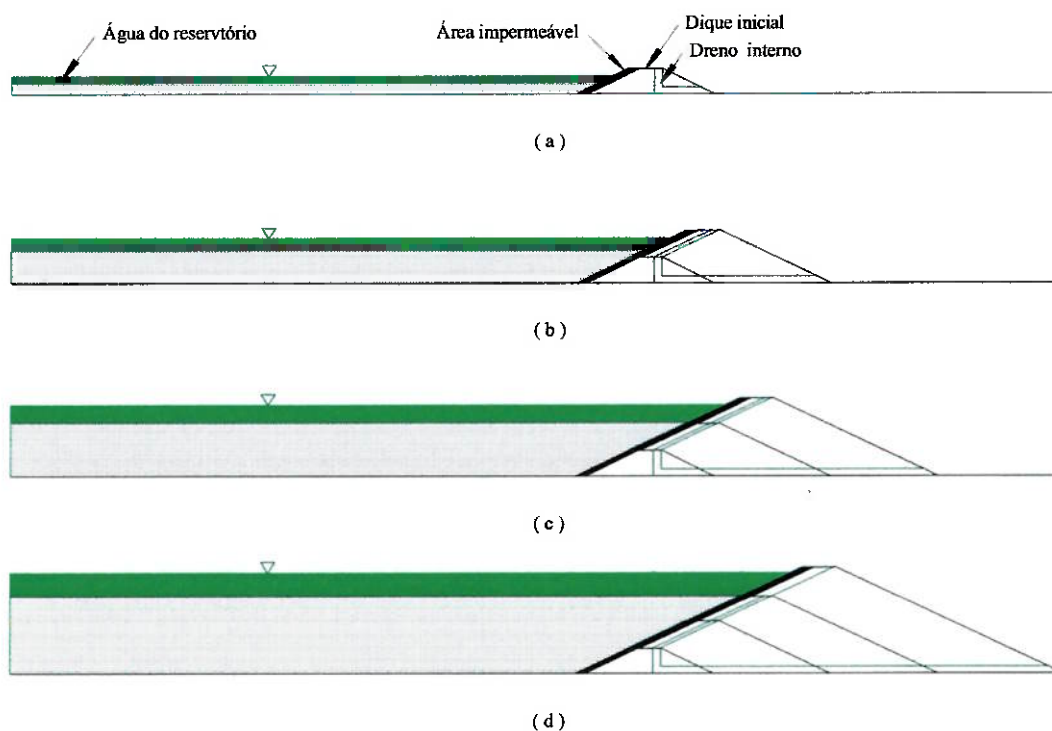 Dique inicial
Água do reservtório
Área impermeável
Dreno interno
( a )
( b )
( c )
( d )